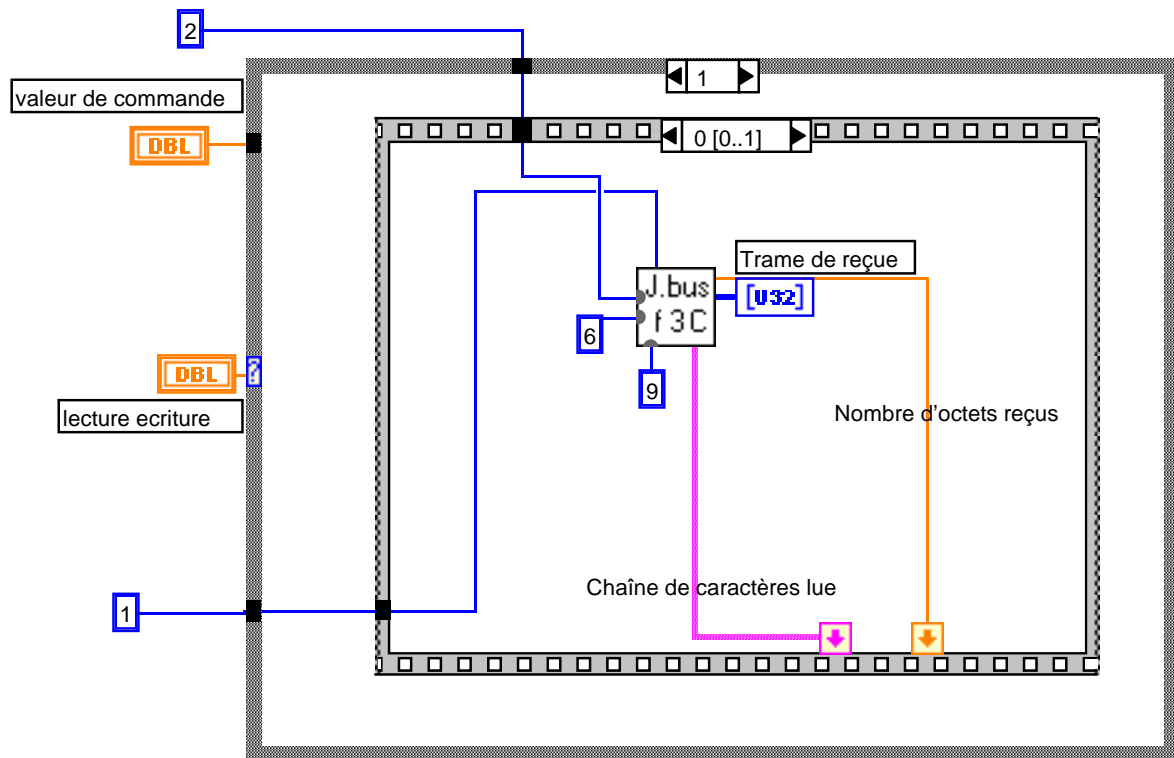 2
1
valeur de commande
0 [0..1]
DBL
Trame de reçue
J.bus
[U32]
f 3C
6
DBL
?
9
lecture ecriture
Nombre d'octets reçus
Chaîne de caractères lue
1